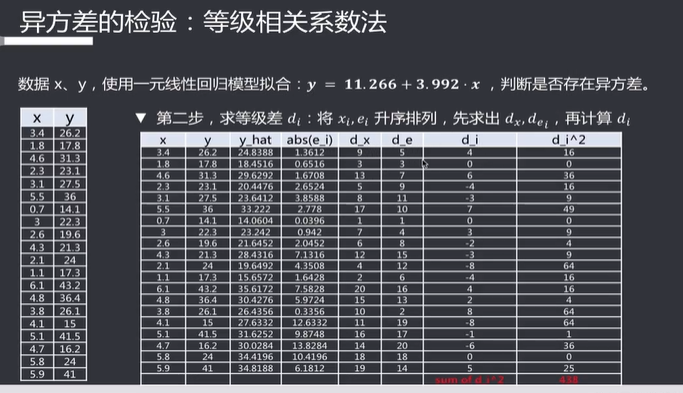 异方差的检验：等级相关系数法
数据 x、y，使用一元线性回归模型拟合：y = 11.266 + 3.992 · x ，判断是否存在异方差。
▼ 第二步，求等级差 d_i：将 x_i, e_i 升序排列，先求出 d_x, d_{e_i}，再计算 d_i
x y
3.4 26.2
1.8 17.8
4.6 31.3
2.3 23.1
3.1 27.5
5.5 36
0.7 14.1
3 22.3
2.6 19.6
4.3 21.3
2.1 24
1.1 17.3
6.1 43.2
4.8 36.4
3.8 26.1
4.1 15
5.1 41.5
4.7 16.2
5.8 24
5.9 41
x y y_hat abs(e_i) d_x d_e d_i d_i^2
3.4 26.2 24.8388 1.3612 9 5 4 16
1.8 17.8 18.4516 0.6516 3 3 0 0
4.6 31.3 29.6292 1.6708 13 7 6 36
2.3 23.1 20.4476 2.6524 5 9 -4 16
3.1 27.5 23.6412 3.8588 8 11 -3 9
5.5 36 33.222 2.778 17 10 7 49
0.7 14.1 14.0604 0.0396 1 1 0 0
3 22.3 23.242 0.942 7 4 3 9
2.6 19.6 21.6452 2.0452 6 8 -2 4
4.3 21.3 28.4316 7.1316 12 15 -3 9
2.1 24 19.6492 4.3508 4 12 -8 64
1.1 17.3 15.6572 1.6428 2 6 -4 16
6.1 43.2 35.6172 7.5828 20 16 4 16
4.8 36.4 30.4276 5.9724 15 13 2 4
3.8 26.1 26.4356 0.3356 10 2 8 64
4.1 15 27.6332 12.6332 11 19 -8 64
5.1 41.5 31.6252 9.8748 16 17 -1 1
4.7 16.2 30.0284 13.8284 14 20 -6 36
5.8 24 34.4196 10.4196 18 18 0 0
5.9 41 34.8188 6.1812 19 14 5 25
sum of d_i^2 438